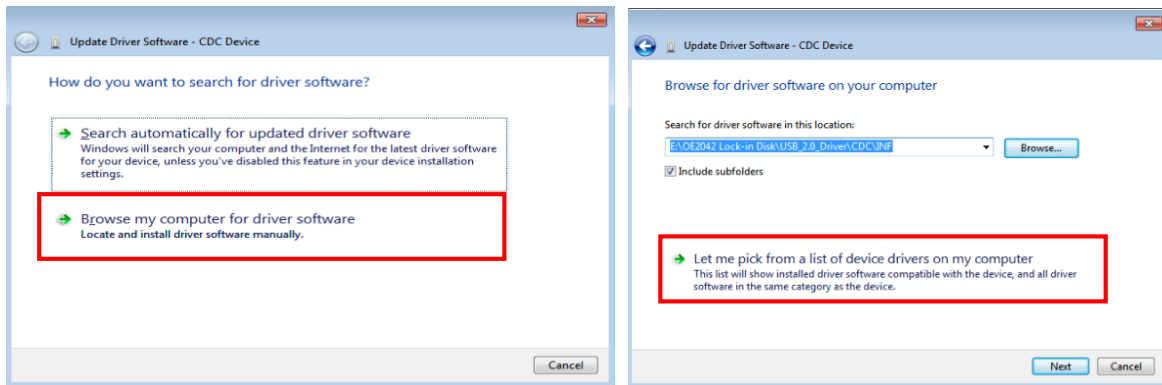 Update Driver Software - CDC Device
How do you want to search for driver software?
Search automatically for updated driver software
Windows will search your computer and the Internet for the latest driver software
for your device, unless you've disabled this feature in your device installation
settings.
Browse my computer for driver software
Locate and install driver software manually.
Cancel
Update Driver Software - CDC Device
Browse for driver software on your computer
Search for driver software in this location:
E:\OE2042 Lock-in Disk\USB_2.0_Driver\CDC\INF
Browse...
Include subfolders
Let me pick from a list of device drivers on my computer
This list will show installed driver software compatible with the device, and all driver
software in the same category as the device.
Next
Cancel